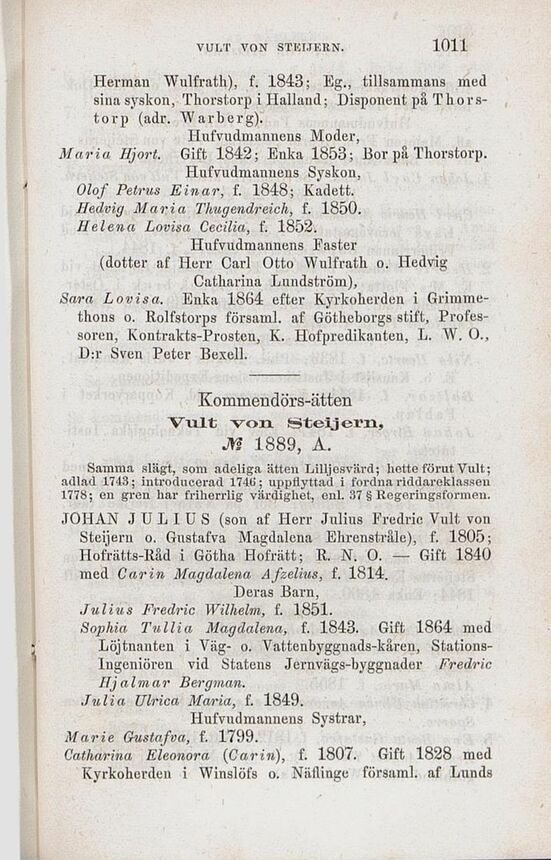 VULT VON STEIJERN. 1011
Herman Wulfrath), f. 1843; Eg., tillsammans med
sina syskon, Thorstorp i Halland; Disponent på Thors-
torp (adr. Warberg).
Hufvudmannens Moder,
Maria Hjort. Gift 1842; Enka 1853; Bor på Thorstorp.
Hufvudmannens Syskon,
Olof Petrus Einar, f. 1848; Kadett.
Hedvig Maria Thugendreich, f. 1850.
Helena Lovisa Cecilia, f. 1852.
Hufvudmannens Faster
(dotter af Herr Carl Otto Wulfrath o. Hedvig
Catharina Lundström),
Sara Lovisa. Enka 1864 efter Kyrkoherden i Grimme-
thons o. Rolfstorps församl. af Götheborgs stift, Profes-
soren, Kontrakts-Prosten, K. Hofpredikanten, L. W. O.,
D:r Sven Peter Bexell.
Kommendörs-ätten
Vult von Steijern,
№ 1889, A.
Samma slägt, som adeliga ätten Lilljesvärd; hette förut Vult;
adlad 1743; introducerad 1746; uppflyttad i fordna riddareklassen
1778; en gren har friherrlig värdighet, enl. 37 § Regeringsformen.
JOHAN JULIUS (son af Herr Julius Fredric Vult von
Steijern o. Gustafva Magdalena Ehrenstråle), f. 1805;
Hofrätts-Råd i Götha Hofrätt; R. N. O. — Gift 1840
med Carin Magdalena Afzelius, f. 1814.
Deras Barn,
Julius Fredric Wilhelm, f. 1851.
Sophia Tullia Magdalena, f. 1843. Gift 1864 med
Löjtnanten i Väg- o. Vattenbyggnads-kåren, Stations-
Ingeniören vid Statens Jernvägs-byggnader Fredric
Hjalmar Bergman.
Julia Ulrica Maria, f. 1849.
Hufvudmannens Systrar,
Marie Gustafva, f. 1799.
Catharina Eleonora (Carin), f. 1807. Gift 1828 med
Kyrkoherden i Winslöfs o. Näflinge församl. af Lunds